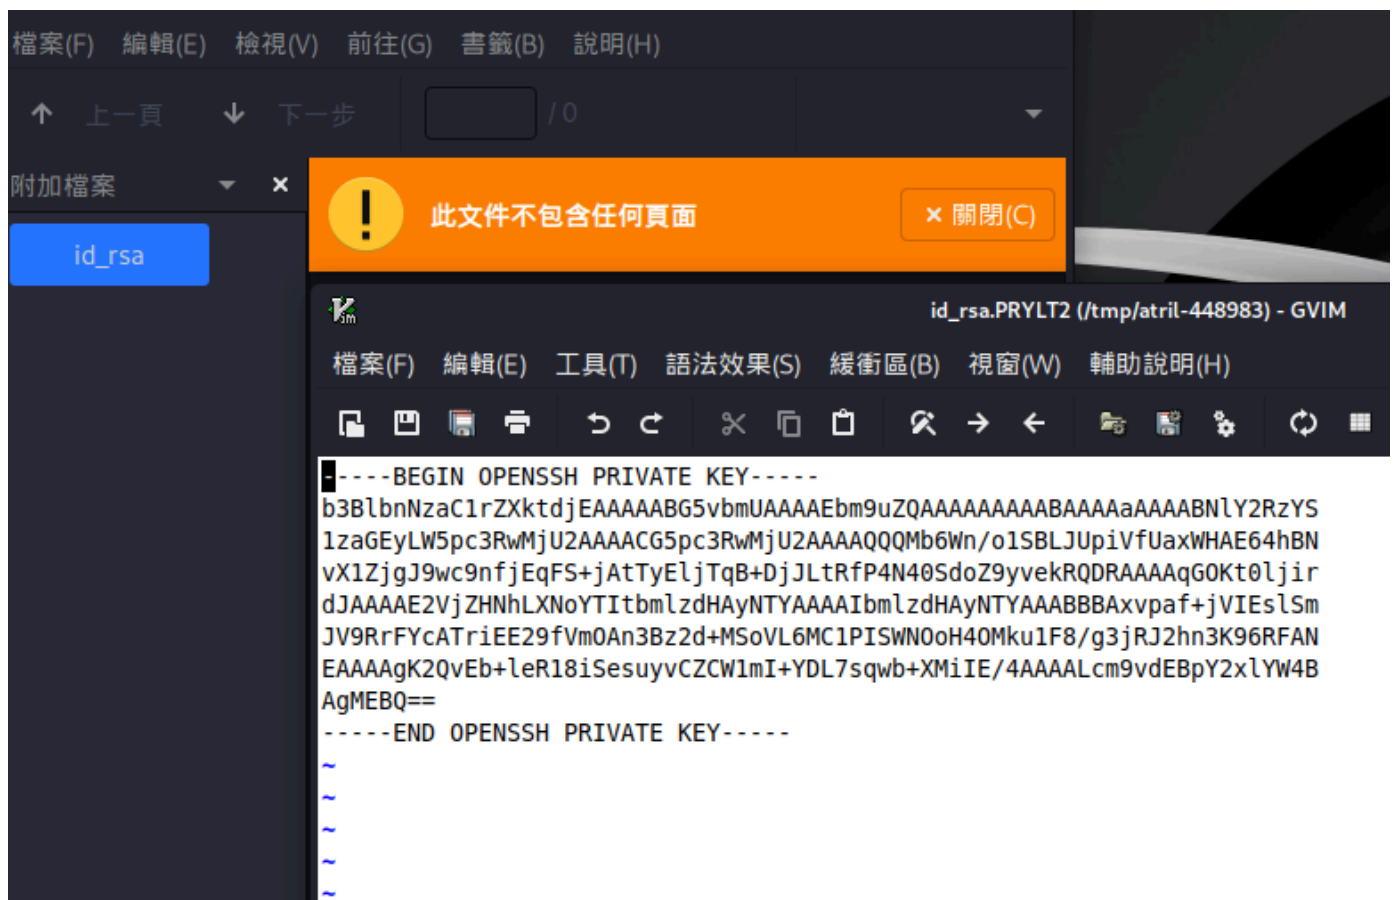 檔案(F) 編輯(E) 檢視(V) 前往(G) 書籤(B) 說明(H)
上一頁 下一步 / 0
附加檔案
此文件不包含任何頁面 關閉(C)
id_rsa
id_rsa.PRYLT2 (/tmp/atril-448983) - GVIM
檔案(F) 編輯(E) 工具(T) 語法效果(S) 緩衝區(B) 視窗(W) 輔助說明(H)
-----BEGIN OPENSSH PRIVATE KEY-----
b3BlbnNzaC1rZXktdjEAAAAABG5vbmUAAAAEbm9uZQAAAAAAAAABAAAAaAAAABNlY2RzYS
1zaGEyLW5pc3RwMjU2AAAACG5pc3RwMjU2AAAAQQQMb6Wn/o1SBLJUpiVfUaxWHAE64hBN
vX1ZjgJ9wc9nfjEqFS+jAtTyEljTqB+DjJLtRfP4N40SdoZ9yvekRQDRAAAAqGOKt0ljir
dJAAAAE2VjZHNhLXNoYTItbmlzdHAyNTYAAAAIbmlzdHAyNTYAAABBBAxvpaf+jVIEslSm
JV9RrFYcATriEE29fVmOAn3Bz2d+MSoVL6MC1PISWNOoH4OMku1F8/g3jRJ2hn3K96RFAN
EAAAAgK2QvEb+leR18iSesuyvCZCW1mI+YDL7sqwb+XMiIE/4AAAALcm9vdEBpY2xlYW4B
AgMEBQ==
-----END OPENSSH PRIVATE KEY-----
~
~
~
~
~